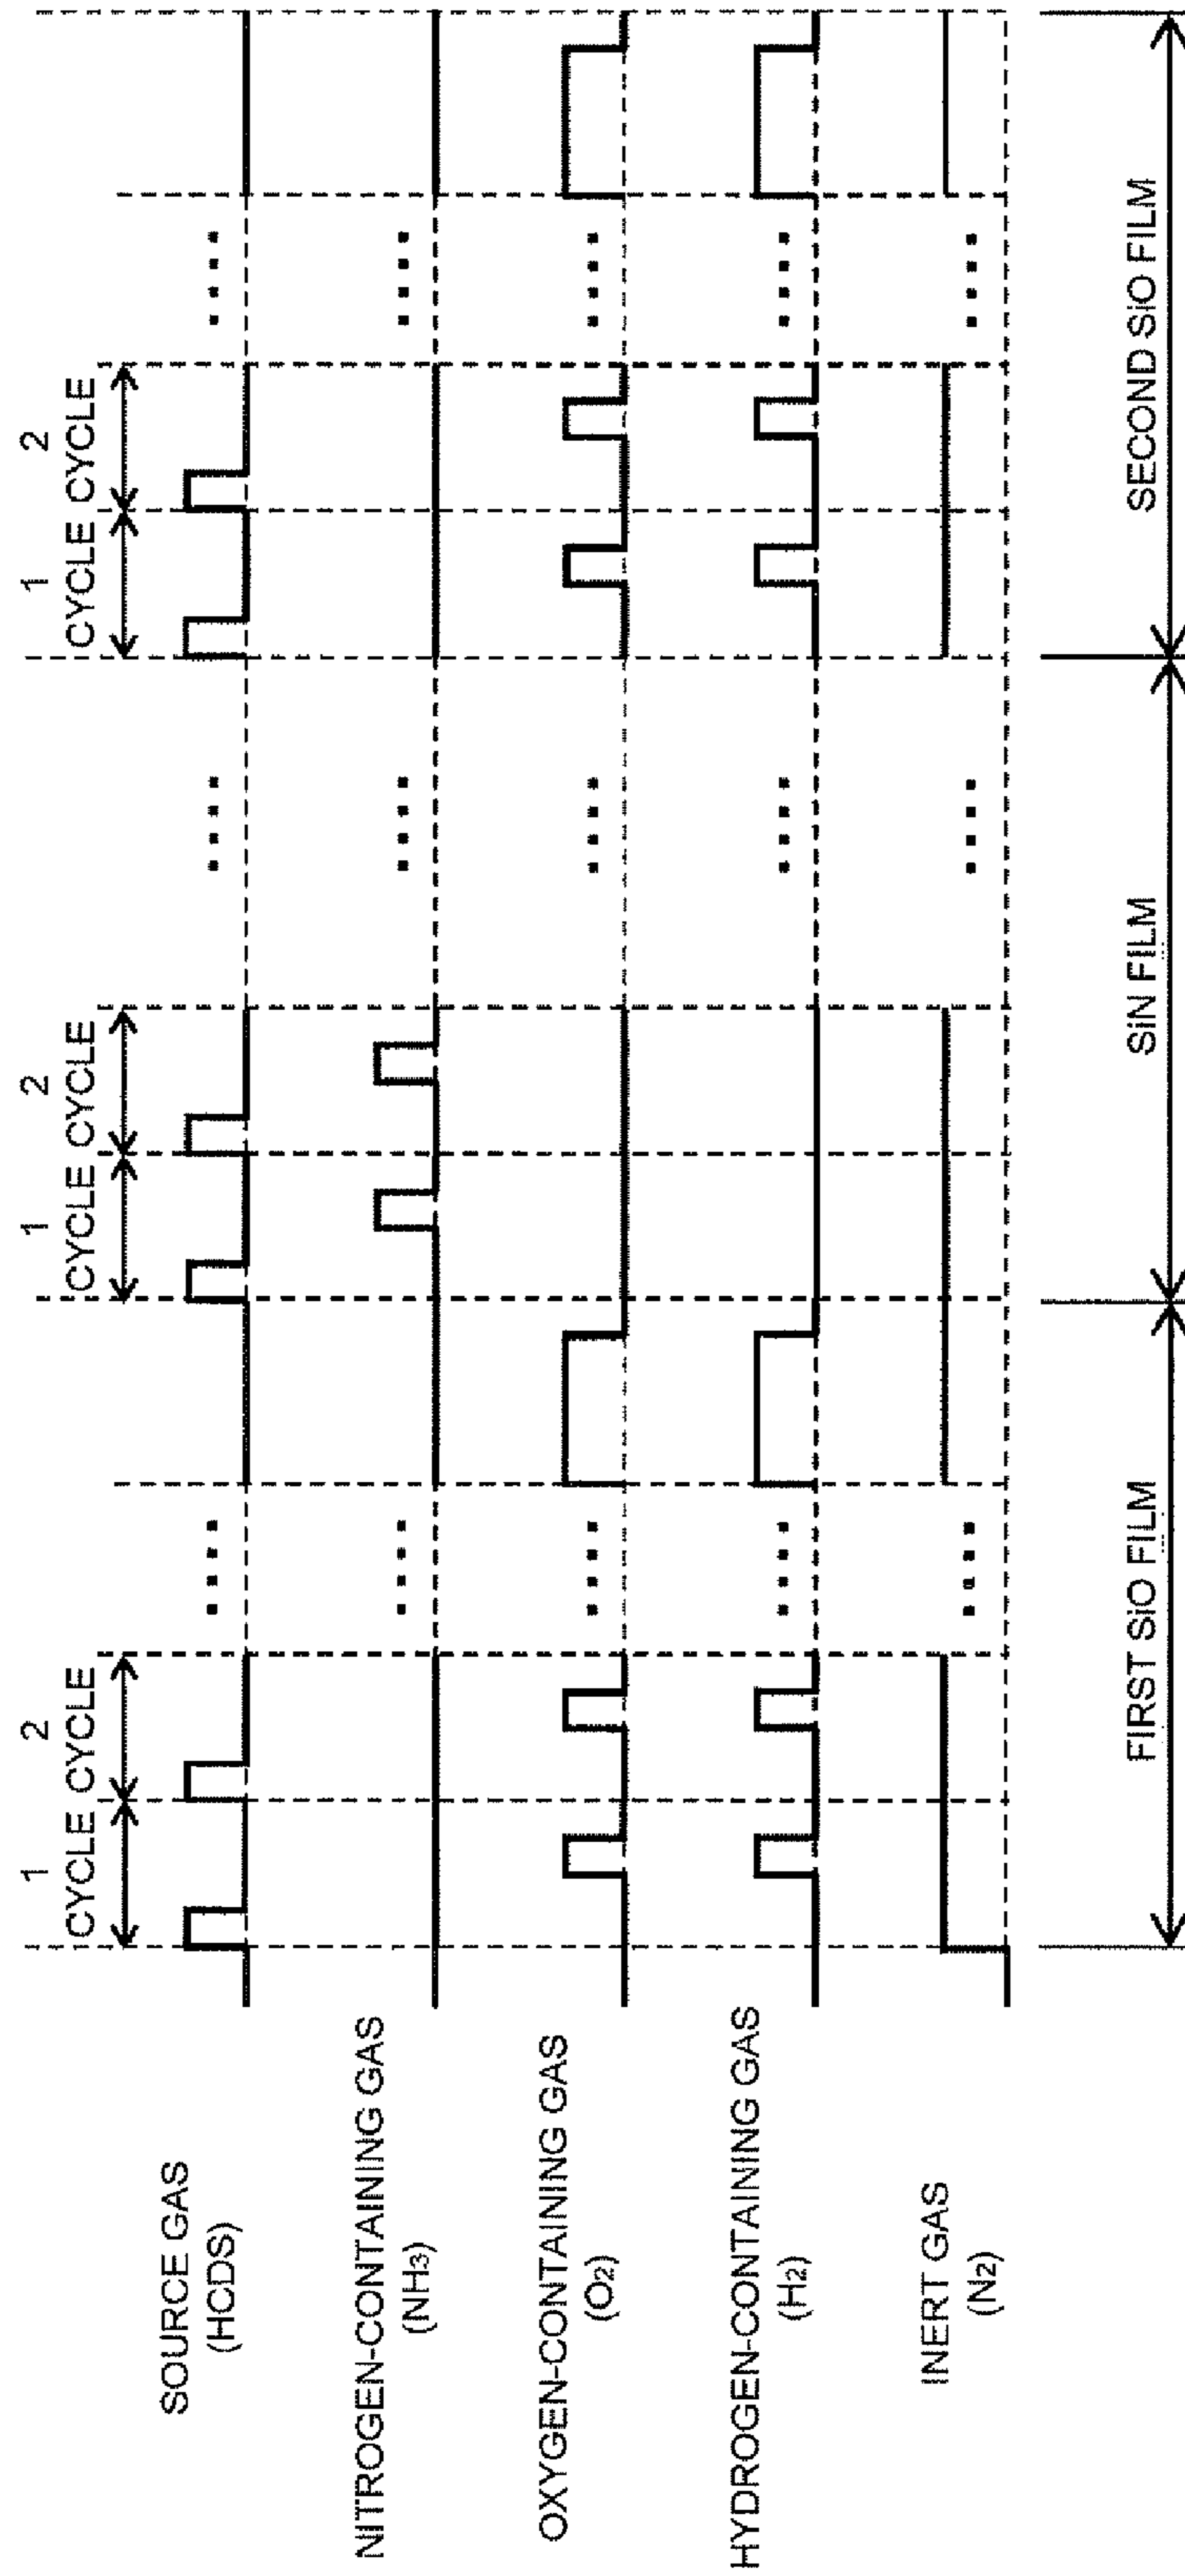 1
CYCLE
2
CYCLE
1
CYCLE
2
CYCLE
1
CYCLE
2
CYCLE
SOURCE GAS
(HCDS)
NITROGEN-CONTAINING GAS
(NH₃)
OXYGEN-CONTAINING GAS
(O₂)
HYDROGEN-CONTAINING GAS
(H₂)
INERT GAS
(N₂)
FIRST SiO FILM
SiN FILM
SECOND SiO FILM